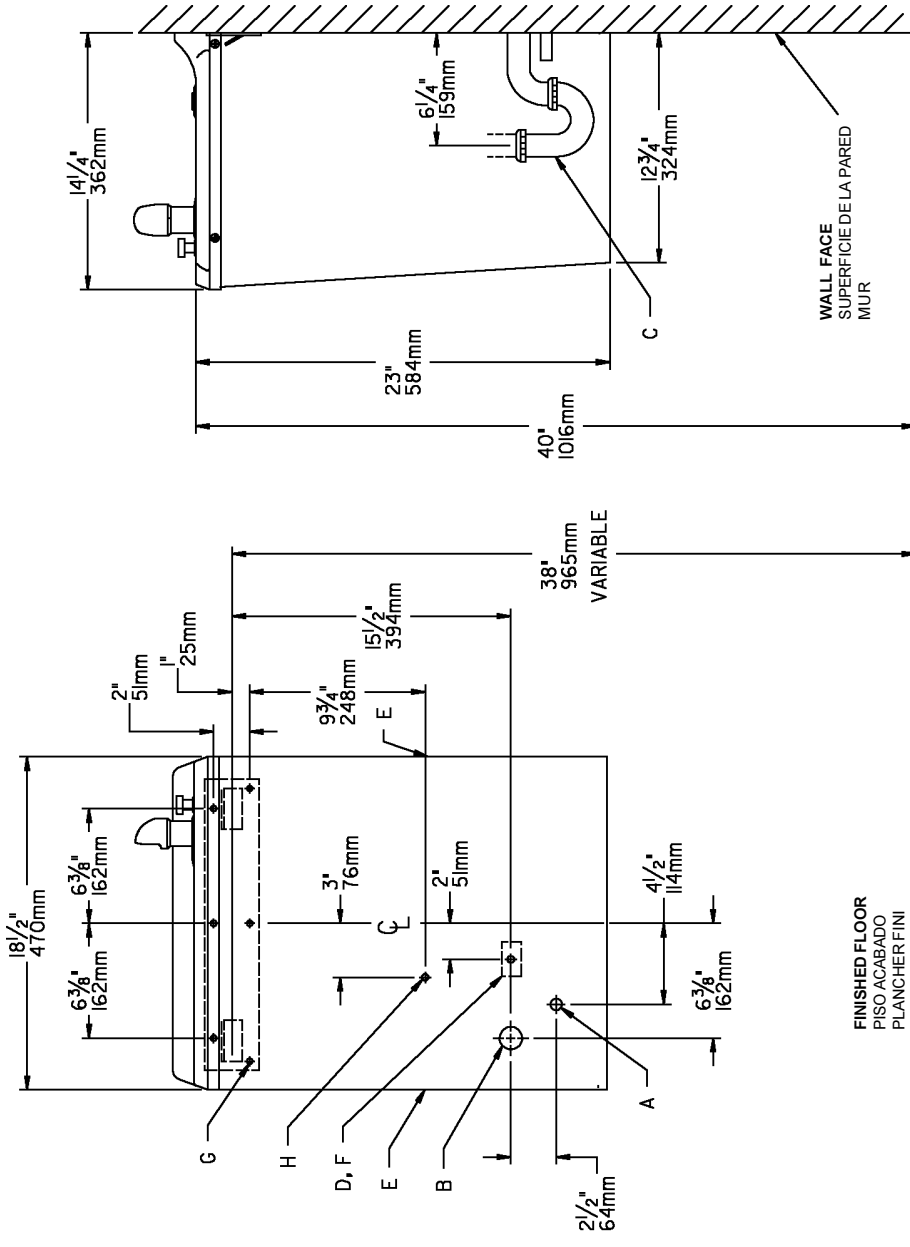 18 1/2"
470mm
6 3/8"
162mm
6 3/8"
162mm
2"
51mm
1"
25mm
9 3/4"
248mm
15 1/2"
394mm
38"
965mm
VARIABLE
3"
76mm
2"
51mm
CL
4 1/2"
114mm
6 3/8"
162mm
2 1/2"
64mm
G
H
D, F
E
B
A
E
FINISHED FLOOR
PISO ACABADO
PLANCHER FINI
14 1/4"
362mm
6 1/4"
159mm
12 3/4"
324mm
23"
584mm
40"
1016mm
C
WALL FACE
SUPERFICIE DE LA PARED
MUR